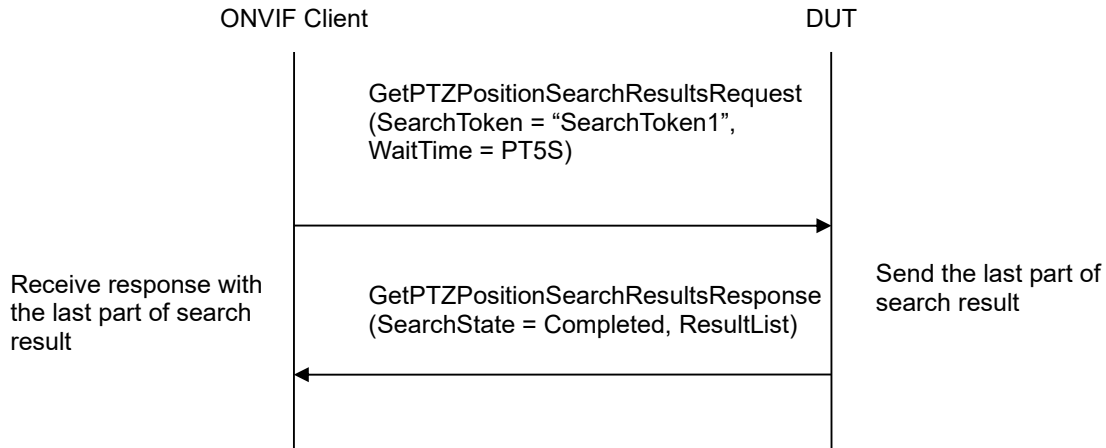 ONVIF Client
DUT
GetPTZPositionSearchResultsRequest
(SearchToken = “SearchToken1”,
WaitTime = PT5S)
Receive response with
the last part of search
result
GetPTZPositionSearchResultsResponse
(SearchState = Completed, ResultList)
Send the last part of
search result